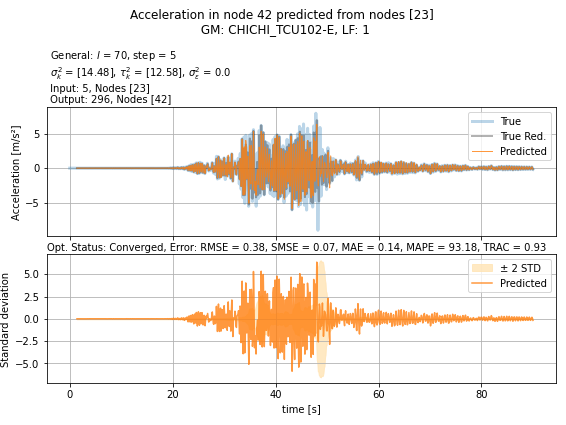 Acceleration in node 42 predicted from nodes [23]
GM: CHICHI_TCU102-E, LF: 1
General: l = 70, step = 5
σ²ₖ = [14.48], τ²ₖ = [12.58], σ²_ε = 0.0
Input: 5, Nodes [23]
Output: 296, Nodes [42]
Acceleration [m/s²]
5
0
−5
True
True Red.
Predicted
Opt. Status: Converged, Error: RMSE = 0.38, SMSE = 0.07, MAE = 0.14, MAPE = 93.18, TRAC = 0.93
Standard deviation
5.0
2.5
0.0
−2.5
−5.0
± 2 STD
Predicted
0 20 40 60 80
time [s]